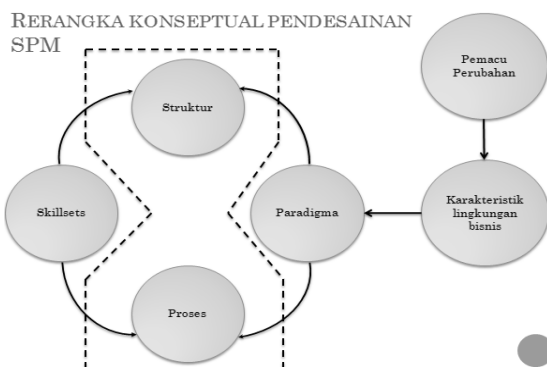 RERANGKA KONSEPTUAL PENDESAINAN
SPM
Pemacu
Perubahan
Struktur
Skillsets
Paradigma
Karakteristik
lingkungan
bisnis
Proses